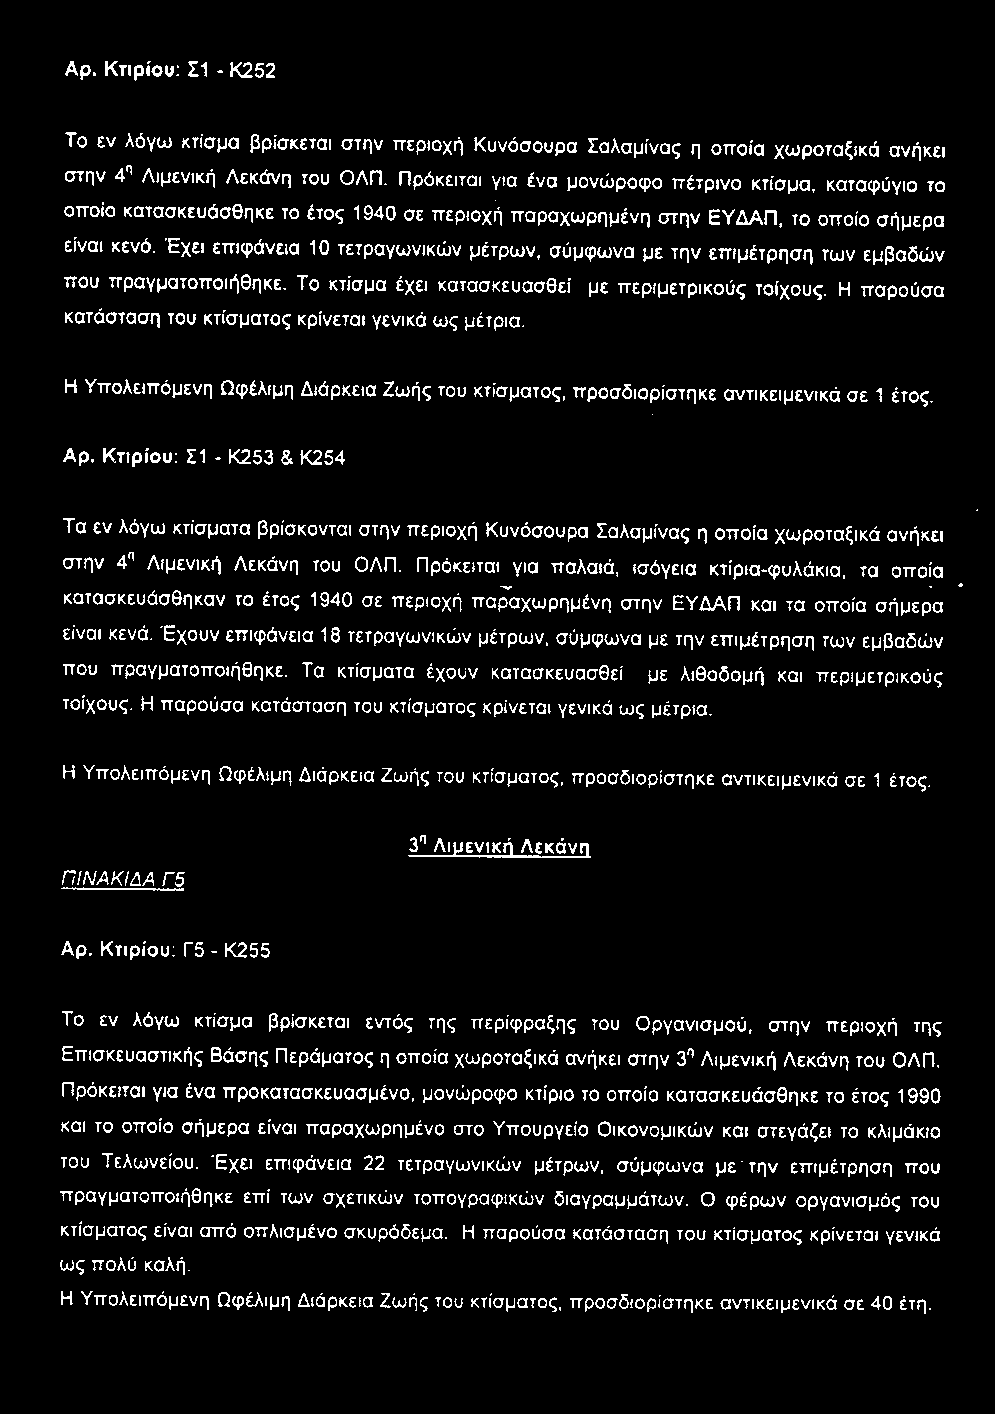 Αρ. Κτιρίου: Σ1 - Κ252
Το εν λόγω κτίσμα βρίσκεται στην περιοχή Κυνόσουρα Σαλαμίνας η οποία χωροταξικά ανήκει
στην 4η Λιμενική Λεκάνη του ΟΛΠ. Πρόκειται για ένα μονώροφο πέτρινο κτίσμα, καταφύγιο το
οποίο κατασκευάσθηκε το έτος 1940 σε περιοχή παραχωρημένη στην ΕΥΔΑΠ, το οποίο σήμερα
είναι κενό. Έχει επιφάνεια 10 τετραγωνικών μέτρων, σύμφωνα με την επιμέτρηση των εμβαδών
που πραγματοποιήθηκε. Το κτίσμα έχει κατασκευασθεί με περιμετρικούς τοίχους. Η παρούσα
κατάσταση του κτίσματος κρίνεται γενικά ως μέτρια.
Η Υπολειπόμενη Ωφέλιμη Διάρκεια Ζωής του κτίσματος, προσδιορίστηκε αντικειμενικά σε 1 έτος.
Αρ. Κτιρίου: Σ1 - Κ253 & Κ254
Τα εν λόγω κτίσματα βρίσκονται στην περιοχή Κυνόσουρα Σαλαμίνας η οποία χωροταξικά ανήκει
στην 4η Λιμενική Λεκάνη του ΟΛΠ. Πρόκειται για παλαιά, ισόγεια κτίρια-φυλάκια, τα οποία
κατασκευάσθηκαν το έτος 1940 σε περιοχή παραχωρημένη στην ΕΥΔΑΠ και τα οποία σήμερα
είναι κενά. Έχουν επιφάνεια 18 τετραγωνικών μέτρων, σύμφωνα με την επιμέτρηση των εμβαδών
που πραγματοποιήθηκε. Τα κτίσματα έχουν κατασκευασθεί με λιθοδομή και περιμετρικούς
τοίχους. Η παρούσα κατάσταση του κτίσματος κρίνεται γενικά ως μέτρια.
Η Υπολειπόμενη Ωφέλιμη Διάρκεια Ζωής του κτίσματος, προσδιορίστηκε αντικειμενικά σε 1 έτος.
3η Λιμενική Λεκάνη
ΠΙΝΑΚΙΔΑ Γ5
Αρ. Κτιρίου: Γ5 - Κ255
Το εν λόγω κτίσμα βρίσκεται εντός της περίφραξης του Οργανισμού, στην περιοχή της
Επισκευαστικής Βάσης Περάματος η οποία χωροταξικά ανήκει στην 3η Λιμενική Λεκάνη του ΟΛΠ.
Πρόκειται για ένα προκατασκευασμένο, μονώροφο κτίριο το οποίο κατασκευάσθηκε το έτος 1990
και το οποίο σήμερα είναι παραχωρημένο στο Υπουργείο Οικονομικών και στεγάζει το κλιμάκιο
του Τελωνείου. Έχει επιφάνεια 22 τετραγωνικών μέτρων, σύμφωνα με την επιμέτρηση που
πραγματοποιήθηκε επί των σχετικών τοπογραφικών διαγραμμάτων. Ο φέρων οργανισμός του
κτίσματος είναι από οπλισμένο σκυρόδεμα. Η παρούσα κατάσταση του κτίσματος κρίνεται γενικά
ως πολύ καλή.
Η Υπολειπόμενη Ωφέλιμη Διάρκεια Ζωής του κτίσματος, προσδιορίστηκε αντικειμενικά σε 40 έτη.